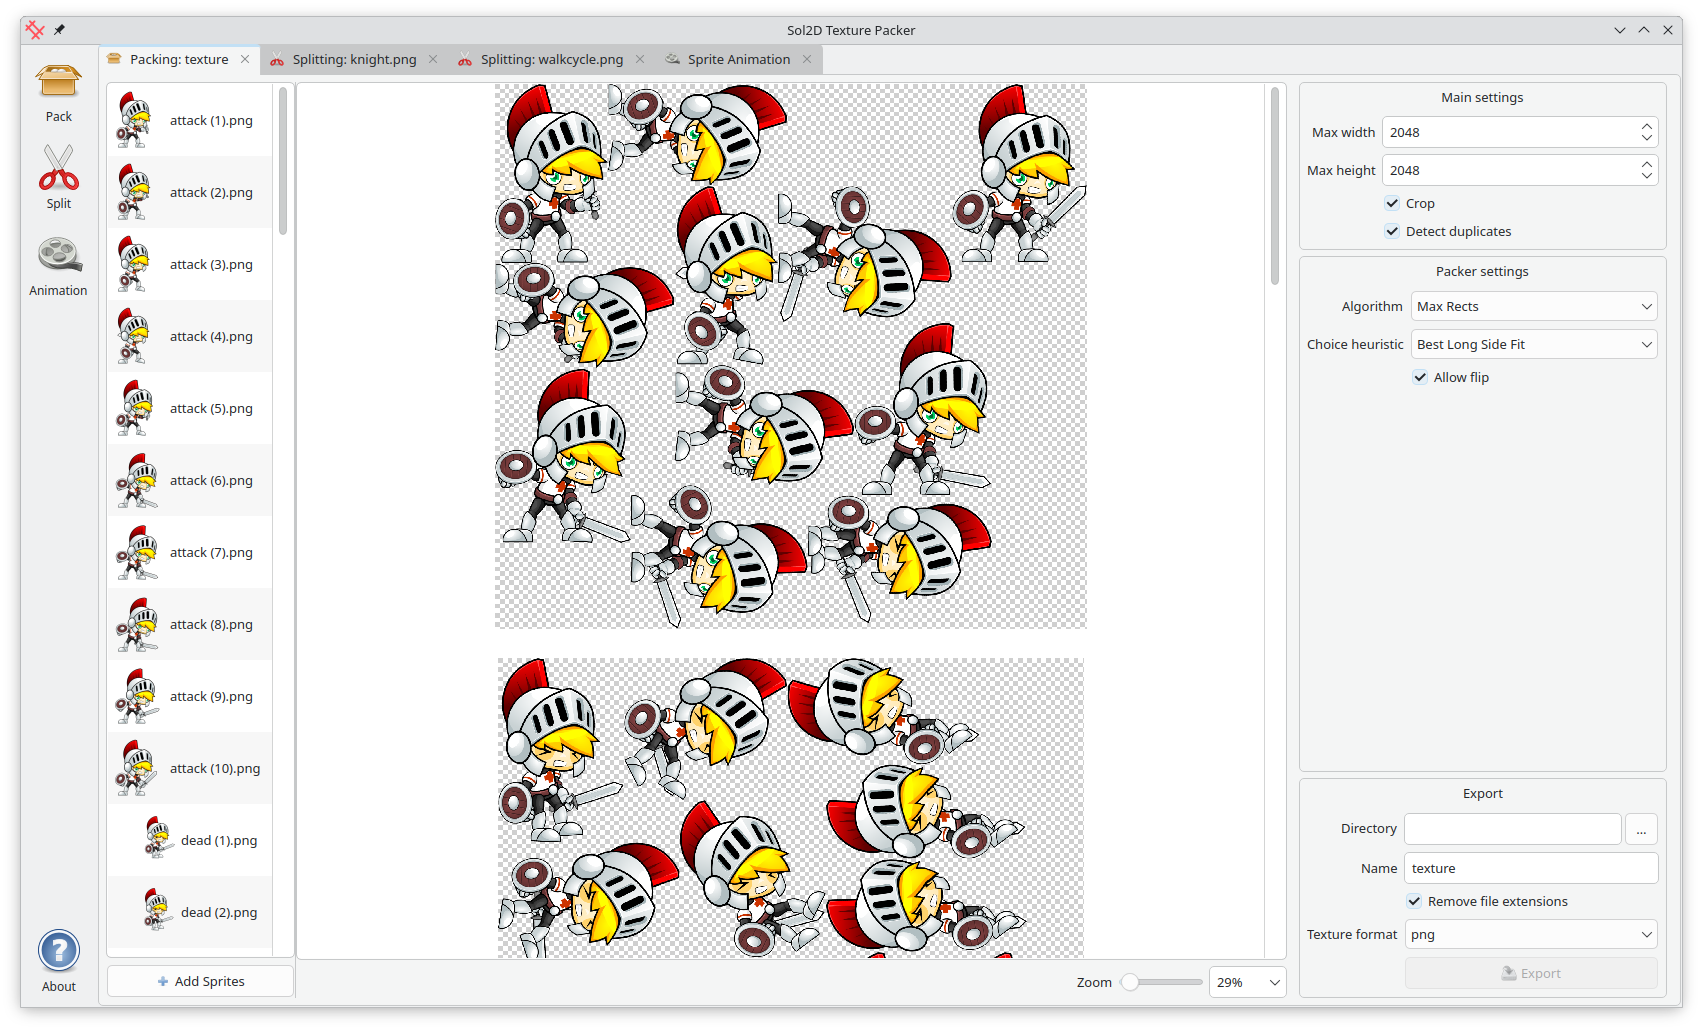 Sol2D Texture Packer
Packing: texture
Splitting: knight.png
Splitting: walkcycle.png
Sprite Animation
Pack
Split
Animation
About
attack (1).png
attack (2).png
attack (3).png
attack (4).png
attack (5).png
attack (6).png
attack (7).png
attack (8).png
attack (9).png
attack (10).png
dead (1).png
dead (2).png
Add Sprites
Zoom
29%
Main settings
Max width 2048
Max height 2048
Crop
Detect duplicates
Packer settings
Algorithm Max Rects
Choice heuristic Best Long Side Fit
Allow flip
Export
Directory ...
Name texture
Remove file extensions
Texture format png
Export